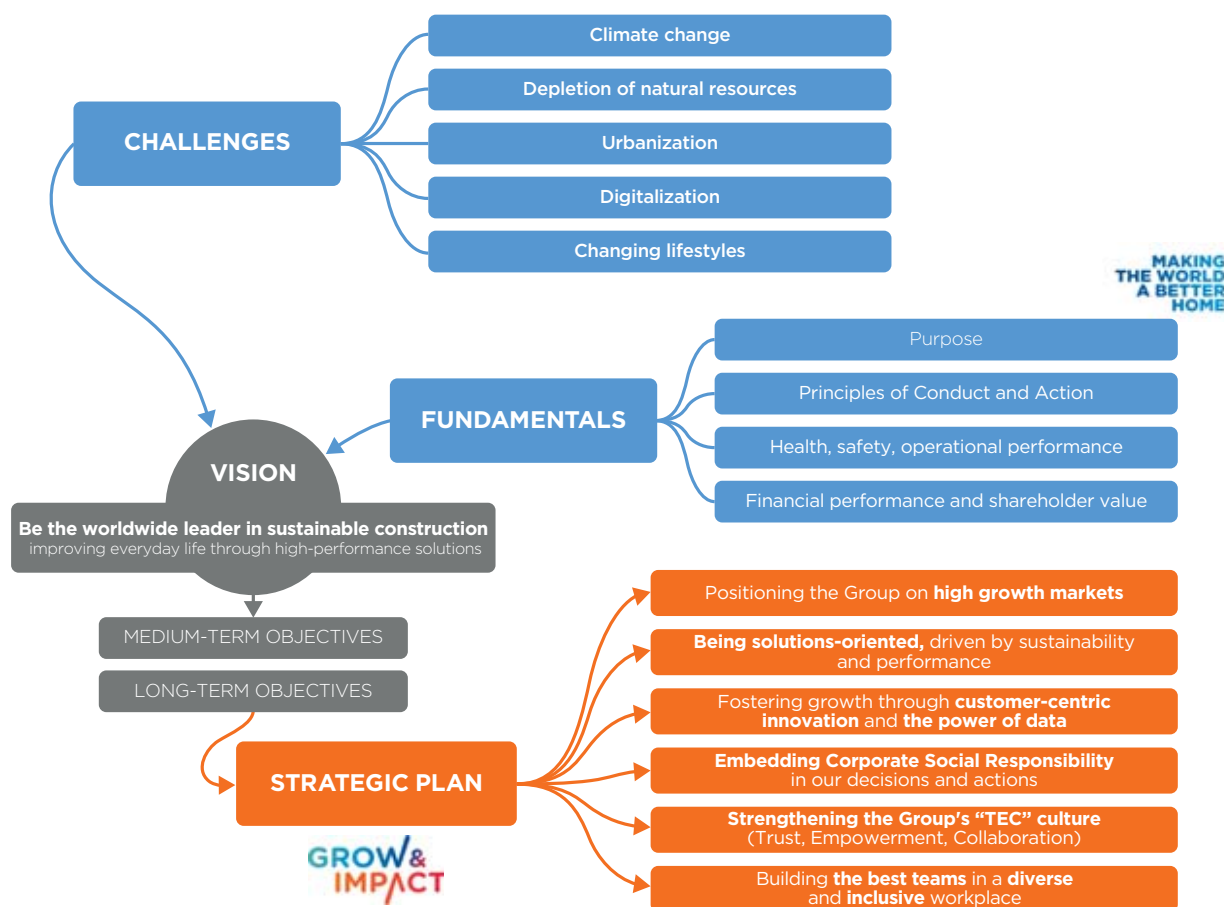 Climate change
Depletion of natural resources
CHALLENGES
Urbanization
Digitalization
Changing lifestyles
MAKING
THE WORLD
A BETTER
HOME
Purpose
Principles of Conduct and Action
FUNDAMENTALS
Health, safety, operational performance
Financial performance and shareholder value
VISION
Be the worldwide leader in sustainable construction
improving everyday life through high-performance solutions
MEDIUM-TERM OBJECTIVES
LONG-TERM OBJECTIVES
STRATEGIC PLAN
GROW &
IMPACT
Positioning the Group on high growth markets
Being solutions-oriented, driven by sustainability
and performance
Fostering growth through customer-centric
innovation and the power of data
Embedding Corporate Social Responsibility
in our decisions and actions
Strengthening the Group's “TEC” culture
(Trust, Empowerment, Collaboration)
Building the best teams in a diverse
and inclusive workplace